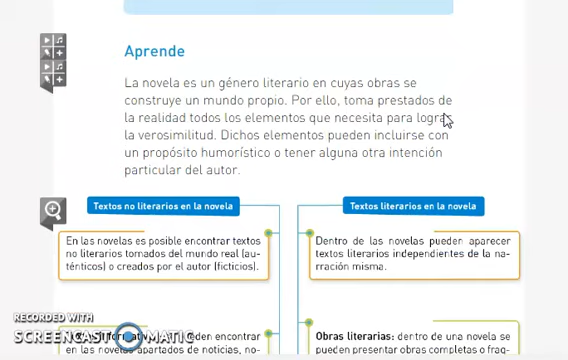 Aprende
La novela es un género literario en cuyas obras se
construye un mundo propio. Por ello, toma prestados de
la realidad todos los elementos que necesita para lograr
la verosimilitud. Dichos elementos pueden incluirse con
un propósito humorístico o tener alguna otra intención
particular del autor.
Textos no literarios en la novela
En las novelas es posible encontrar textos
no literarios tomados del mundo real (au-
ténticos) o creados por el autor (ficticios).
Textos literarios en la novela
Dentro de las novelas pueden aparecer
textos literarios independientes de la na-
rración misma.
en las novelas apartados de noticias, no-
Obras literarias: dentro de una novela se
pueden presentar obras completas o frag-
RECORDED WITH
SCREENCAST MATIC